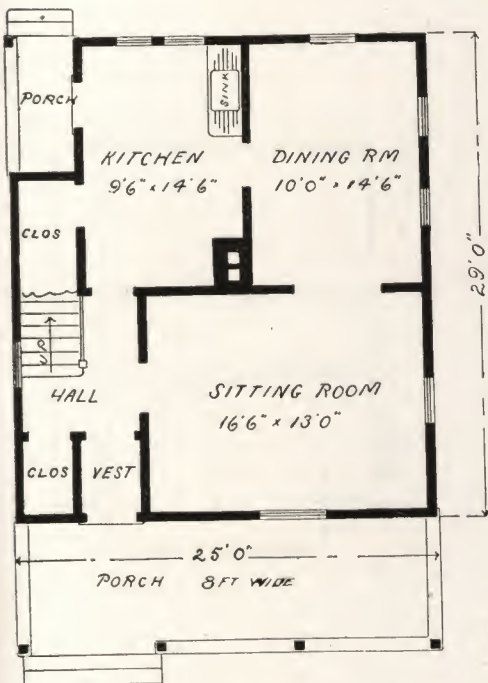 PORCH
SINK
KITCHEN
9'6" x 14'6"
DINING RM
10'0" x 14'6"
CLOS
29'0"
UP
HALL
SITTING ROOM
16'6" x 13'0"
CLOS
VEST
25'0"
PORCH 8FT WIDE